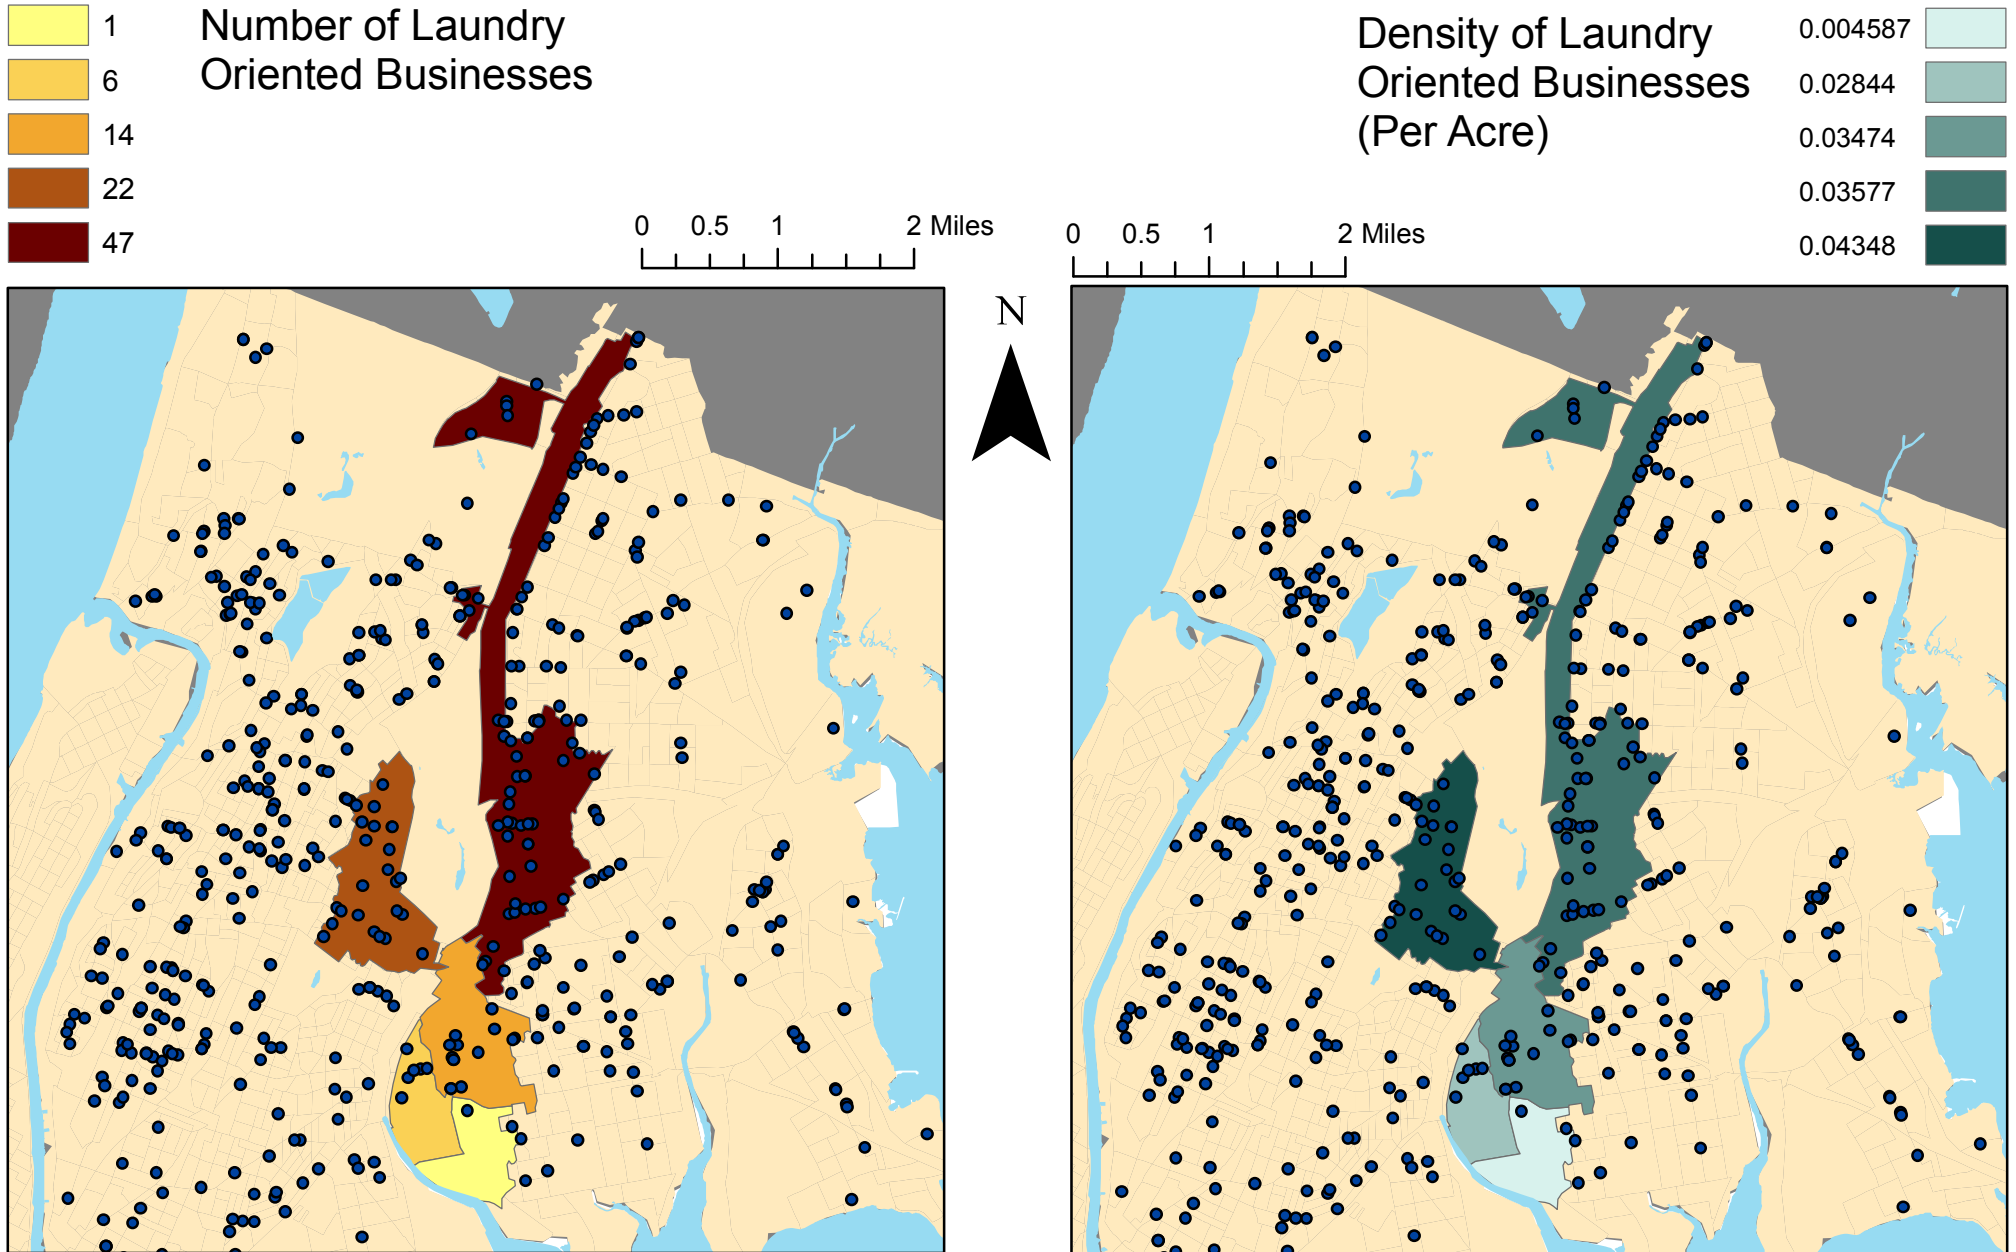 1
6
14
22
47
Number of Laundry
Oriented Businesses
0 0.5 1 2 Miles
N
Density of Laundry
Oriented Businesses
(Per Acre)
0.004587
0.02844
0.03474
0.03577
0.04348
0 0.5 1 2 Miles